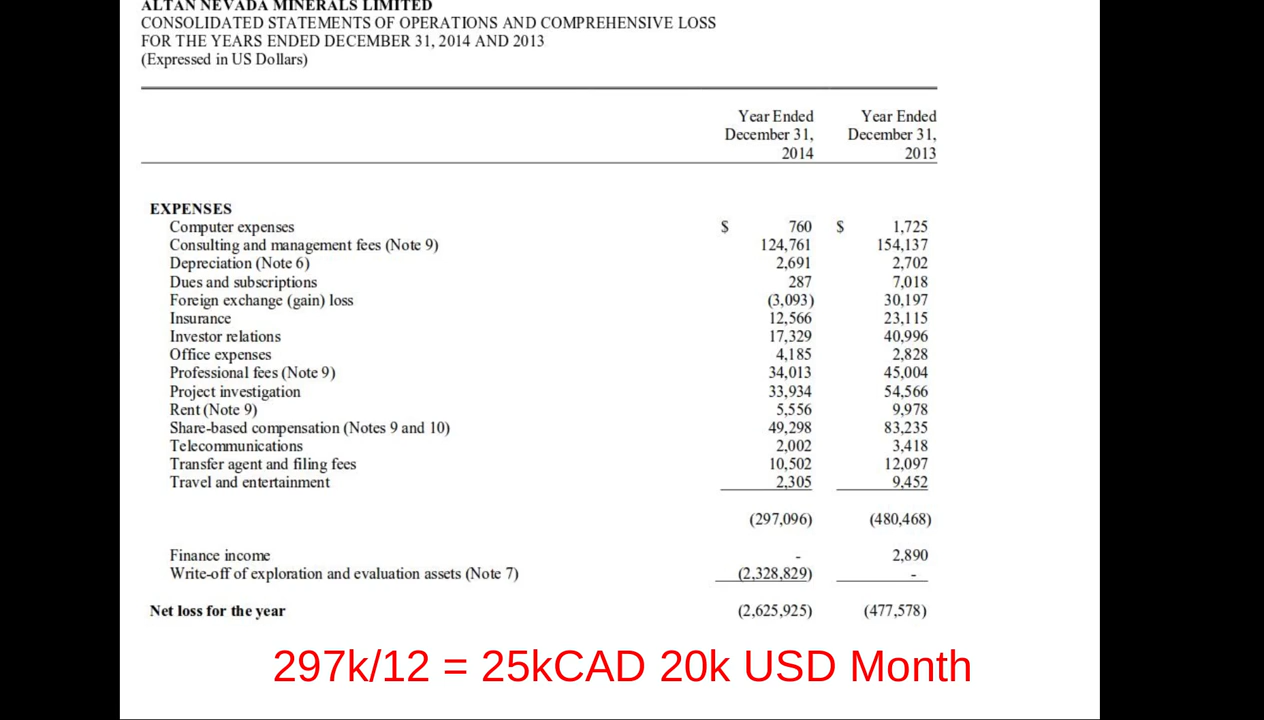 ALTAN NEVADA MINERALS LIMITED
CONSOLIDATED STATEMENTS OF OPERATIONS AND COMPREHENSIVE LOSS
FOR THE YEARS ENDED DECEMBER 31, 2014 AND 2013
(Expressed in US Dollars)
Year Ended Year Ended
December 31, December 31,
2014 2013
EXPENSES
Computer expenses $ 760 $ 1,725
Consulting and management fees (Note 9) 124,761 154,137
Depreciation (Note 6) 2,691 2,702
Dues and subscriptions 287 7,018
Foreign exchange (gain) loss (3,093) 30,197
Insurance 12,566 23,115
Investor relations 17,329 40,996
Office expenses 4,185 2,828
Professional fees (Note 9) 34,013 45,004
Project investigation 33,934 54,566
Rent (Note 9) 5,556 9,978
Share-based compensation (Notes 9 and 10) 49,298 83,235
Telecommunications 2,002 3,418
Transfer agent and filing fees 10,502 12,097
Travel and entertainment 2,305 9,452
(297,096) (480,468)
Finance income - 2,890
Write-off of exploration and evaluation assets (Note 7) (2,328,829) -
Net loss for the year (2,625,925) (477,578)
297k/12 = 25kCAD 20k USD Month